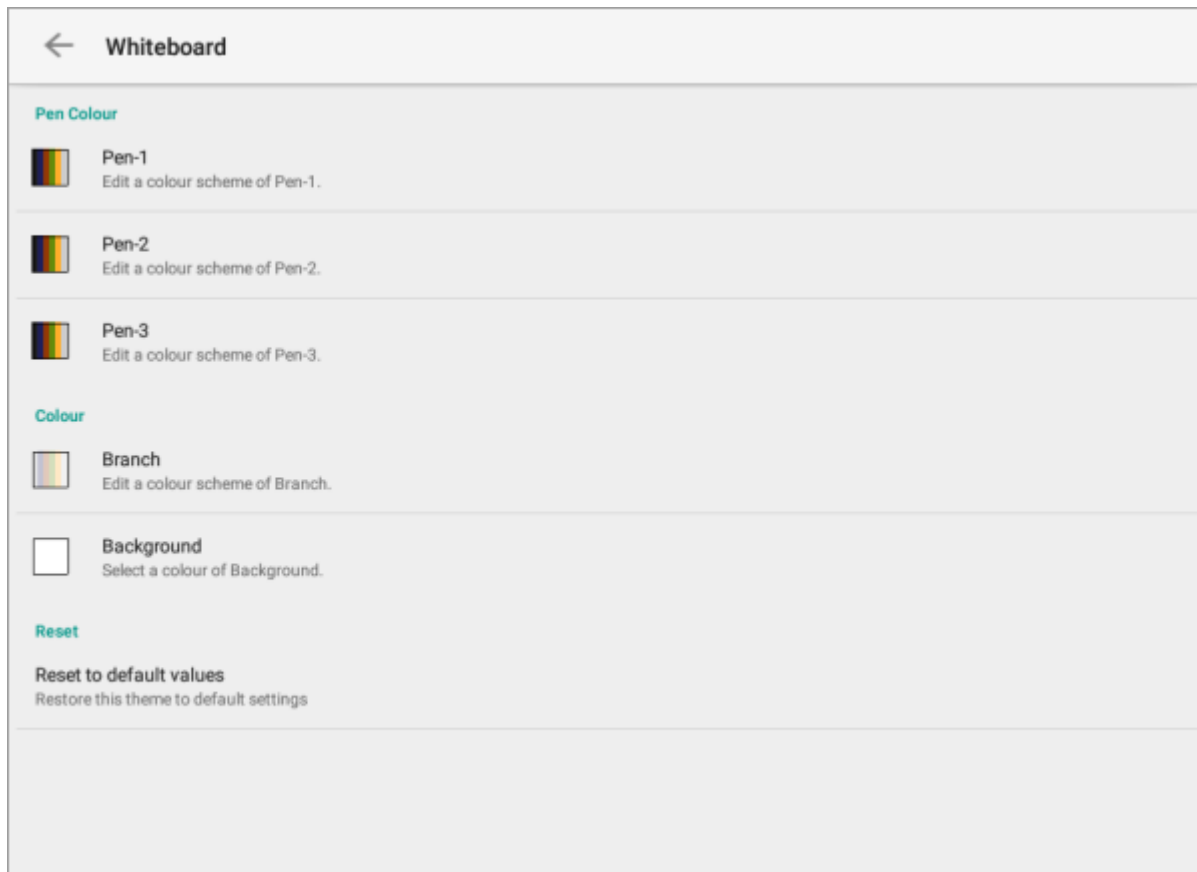 Whiteboard
Pen Colour
Pen-1
Edit a colour scheme of Pen-1.
Pen-2
Edit a colour scheme of Pen-2.
Pen-3
Edit a colour scheme of Pen-3.
Colour
Branch
Edit a colour scheme of Branch.
Background
Select a colour of Background.
Reset
Reset to default values
Restore this theme to default settings